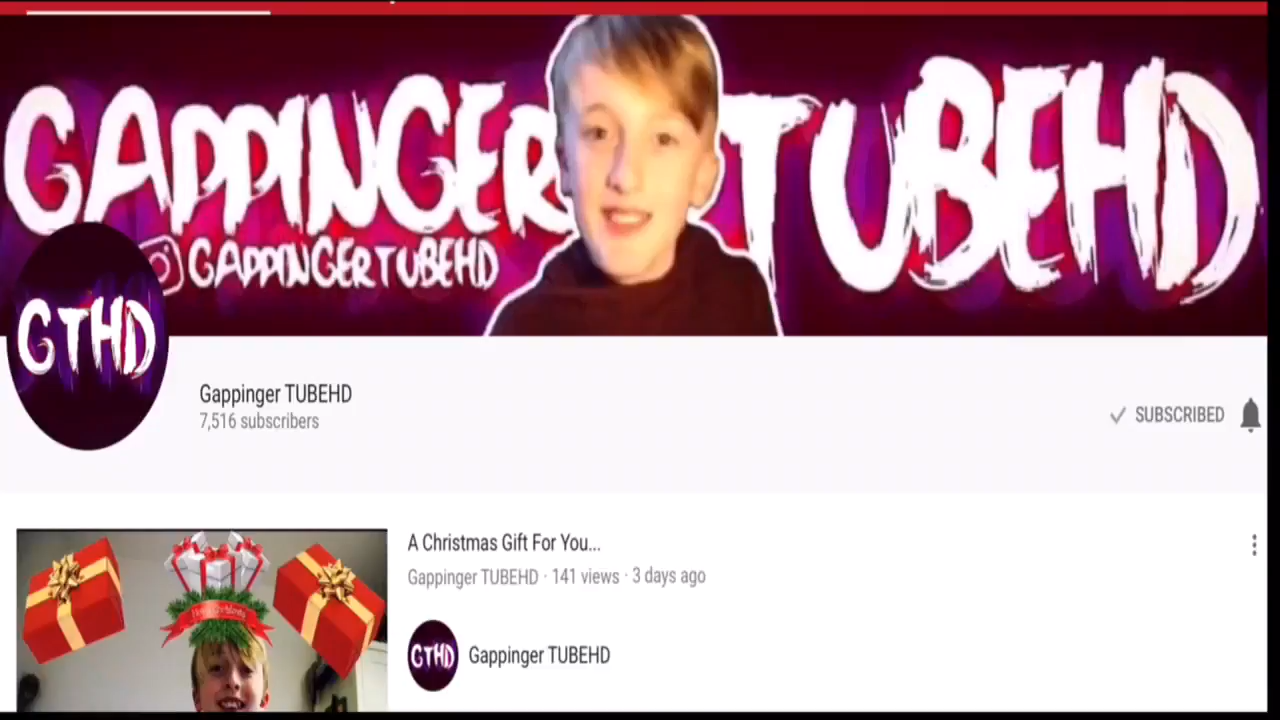 GAPPINGER TUBEHD
GAPPINGERTUBEHD
GTHD
Gappinger TUBEHD
7,516 subscribers
SUBSCRIBED
A Christmas Gift For You...
Gappinger TUBEHD · 141 views · 3 days ago
GTHD
Gappinger TUBEHD